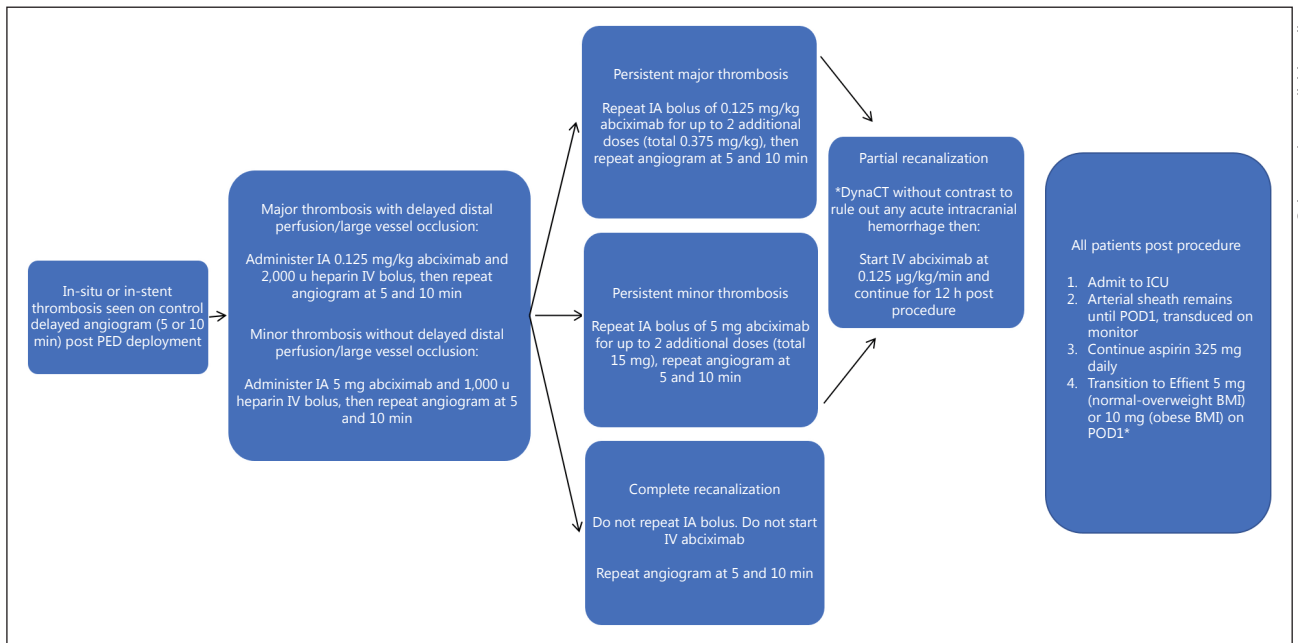 In-situ or in-stent
thrombosis seen on control
delayed angiogram (5 or 10
min) post PED deployment
Major thrombosis with delayed distal
perfusion/large vessel occlusion:
Administer IA 0.125 mg/kg abciximab and
2,000 u heparin IV bolus, then repeat
angiogram at 5 and 10 min
Minor thrombosis without delayed distal
perfusion/large vessel occlusion:
Administer IA 5 mg abciximab and 1,000 u
heparin IV bolus, then repeat angiogram at 5
and 10 min
Persistent major thrombosis
Repeat IA bolus of 0.125 mg/kg
abciximab for up to 2 additional
doses (total 0.375 mg/kg), then
repeat angiogram at 5 and 10 min
Persistent minor thrombosis
Repeat IA bolus of 5 mg abciximab
for up to 2 additional doses (total
15 mg), repeat angiogram at
5 and 10 min
Complete recanalization
Do not repeat IA bolus. Do not start
IV abciximab
Repeat angiogram at 5 and 10 min
Partial recanalization
*DynaCT without contrast to
rule out any acute intracranial
hemorrhage then:
Start IV abciximab at
0.125 µg/kg/min and
continue for 12 h post
procedure
All patients post procedure
1. Admit to ICU
2. Arterial sheath remains
until POD1, transduced on
monitor
3. Continue aspirin 325 mg
daily
4. Transition to Effient 5 mg
(normal-overweight BMI)
or 10 mg (obese BMI) on
POD1*